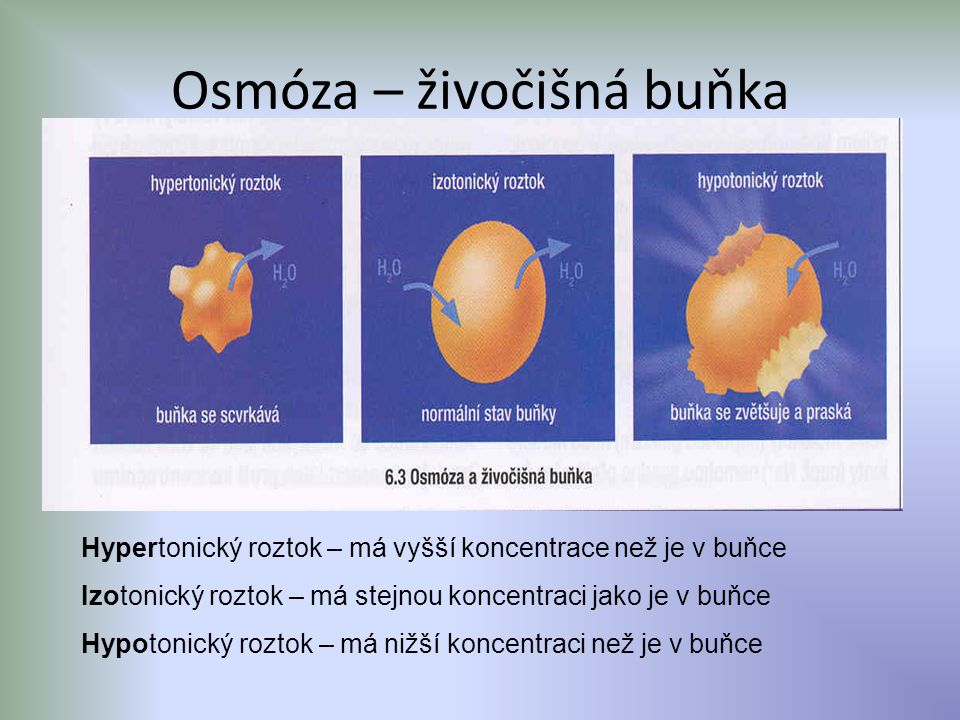 Osmóza – živočišná buňka
hypertonický roztok
izotonický roztok
hypotonický roztok
H2O
H2O
H2O
H2O
buňka se scvrkává
normální stav buňky
buňka se zvětšuje a praská
6.3 Osmóza a živočišná buňka
Hypertonický roztok – má vyšší koncentrace než je v buňce
Izotonický roztok – má stejnou koncentraci jako je v buňce
Hypotonický roztok – má nižší koncentraci než je v buňce